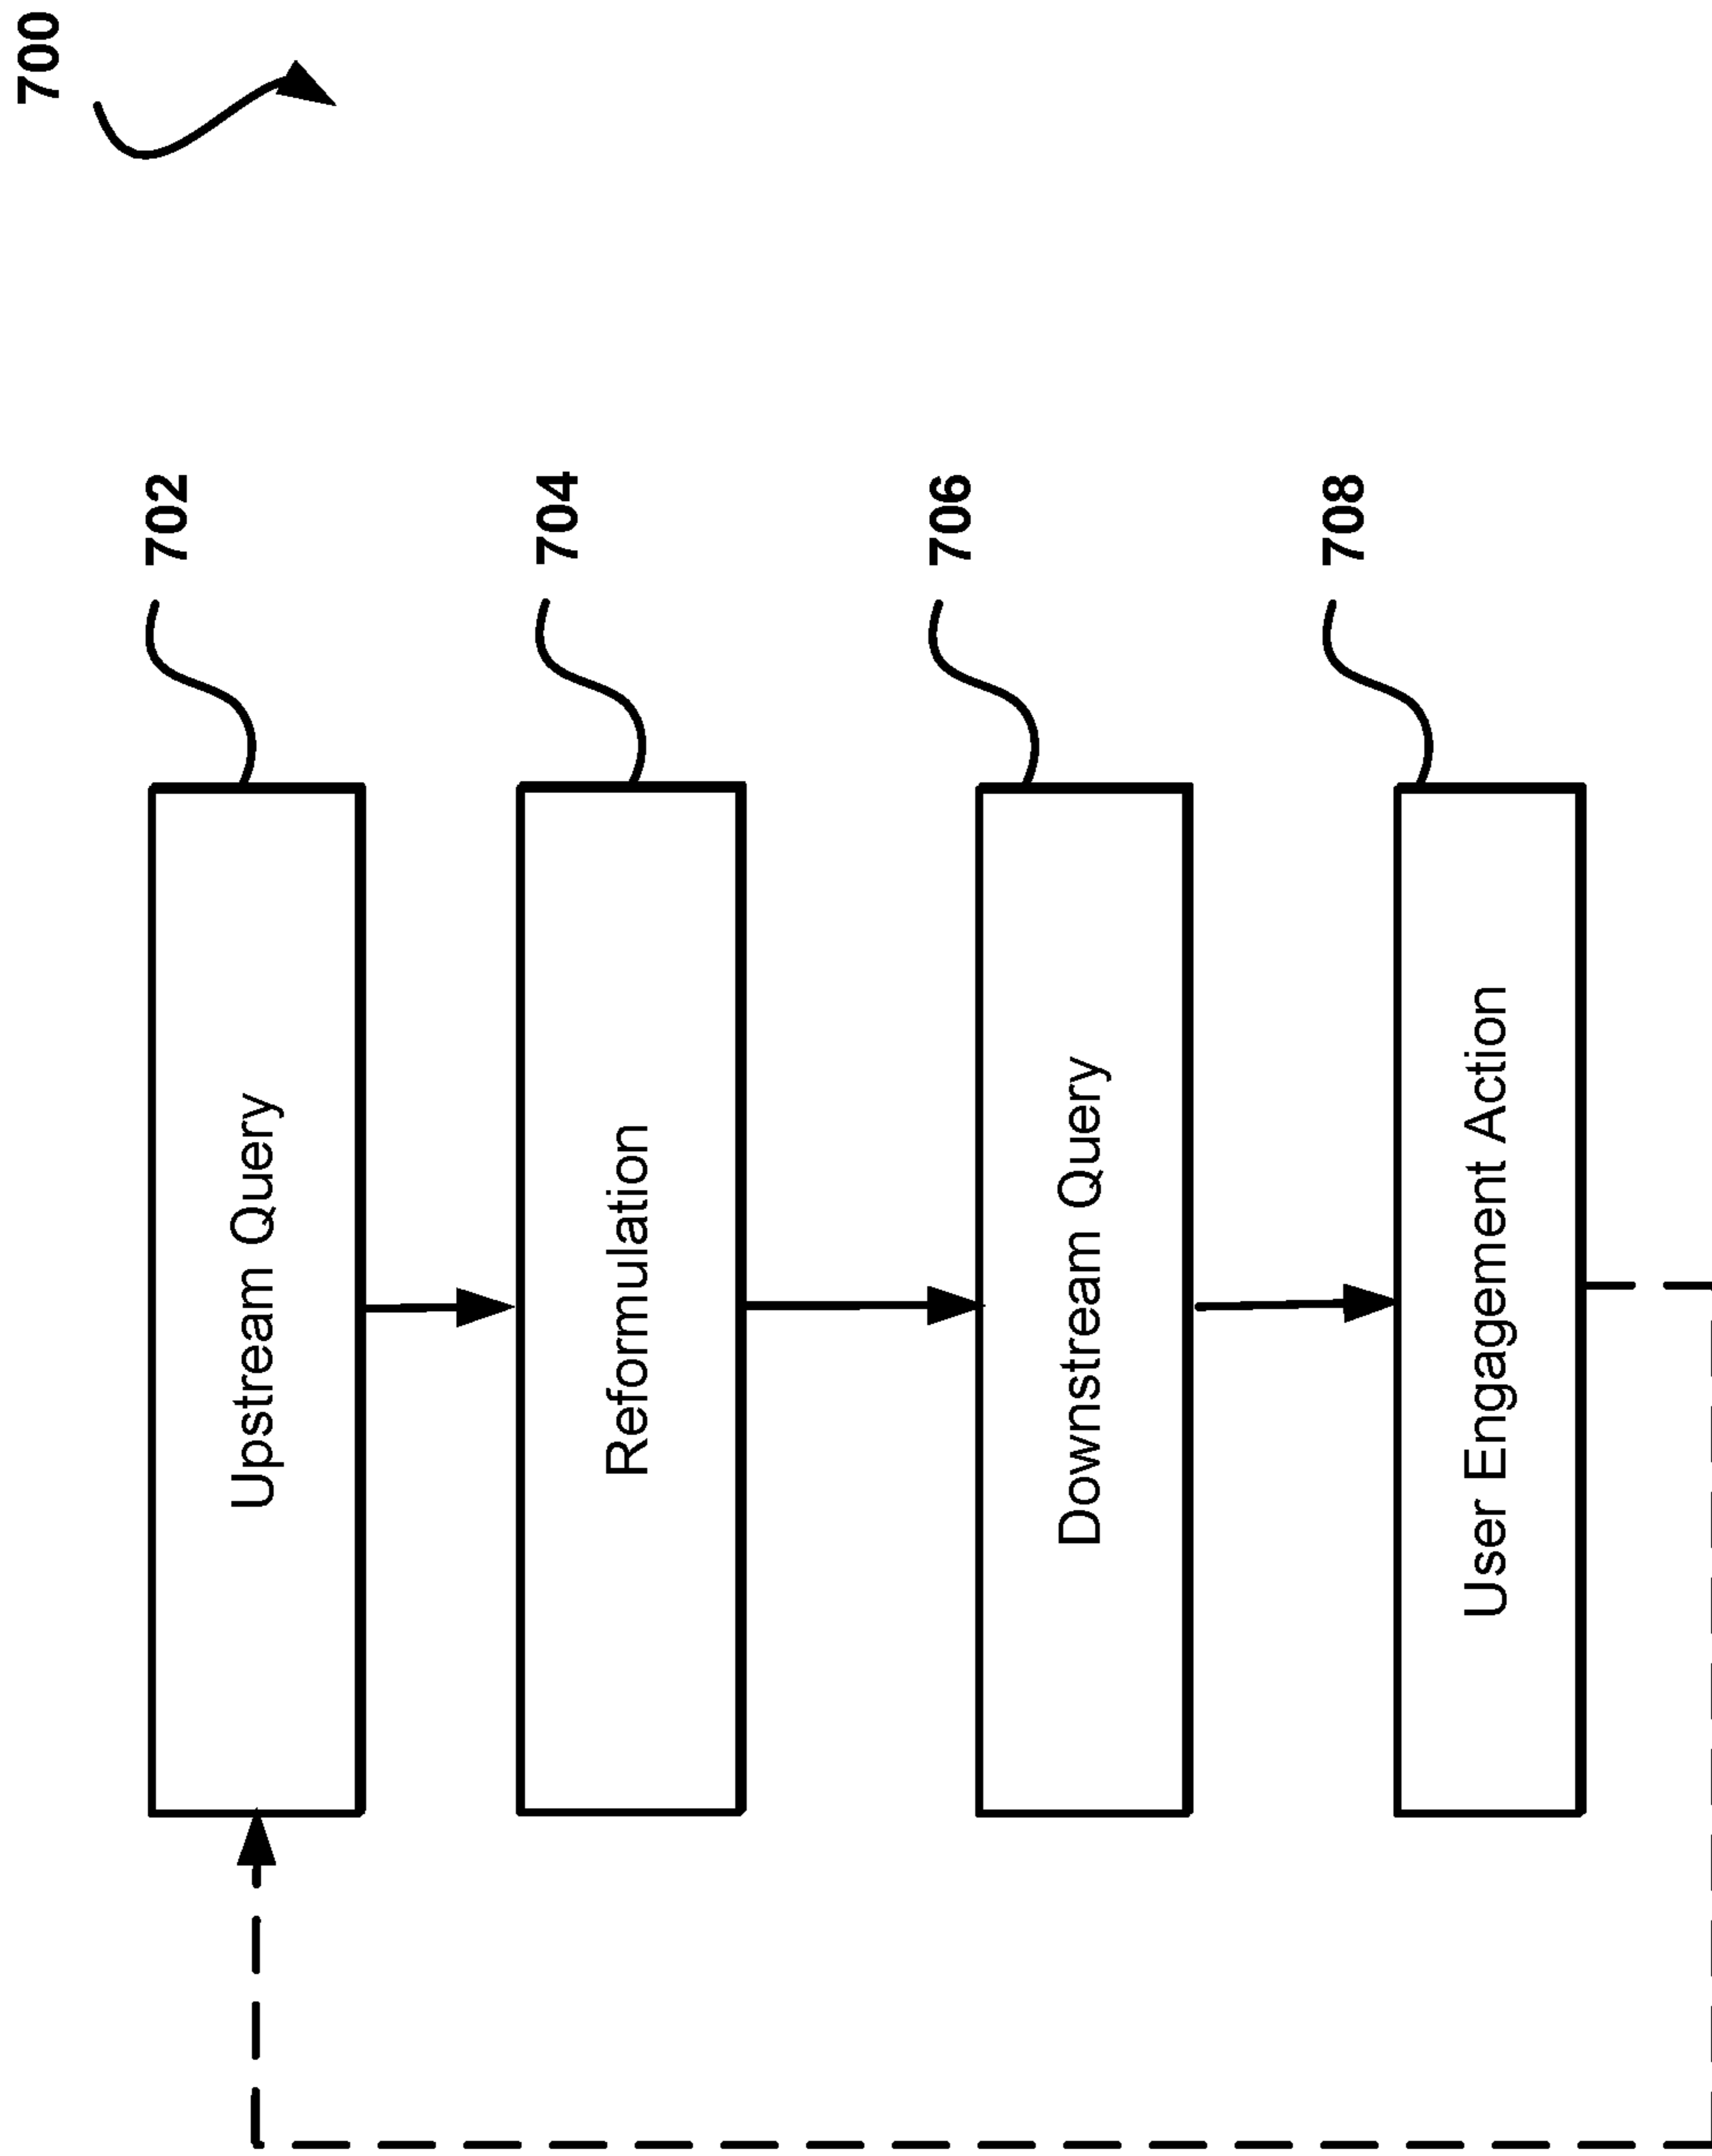 700
Upstream Query
702
Reformulation
704
Downstream Query
706
User Engagement Action
708